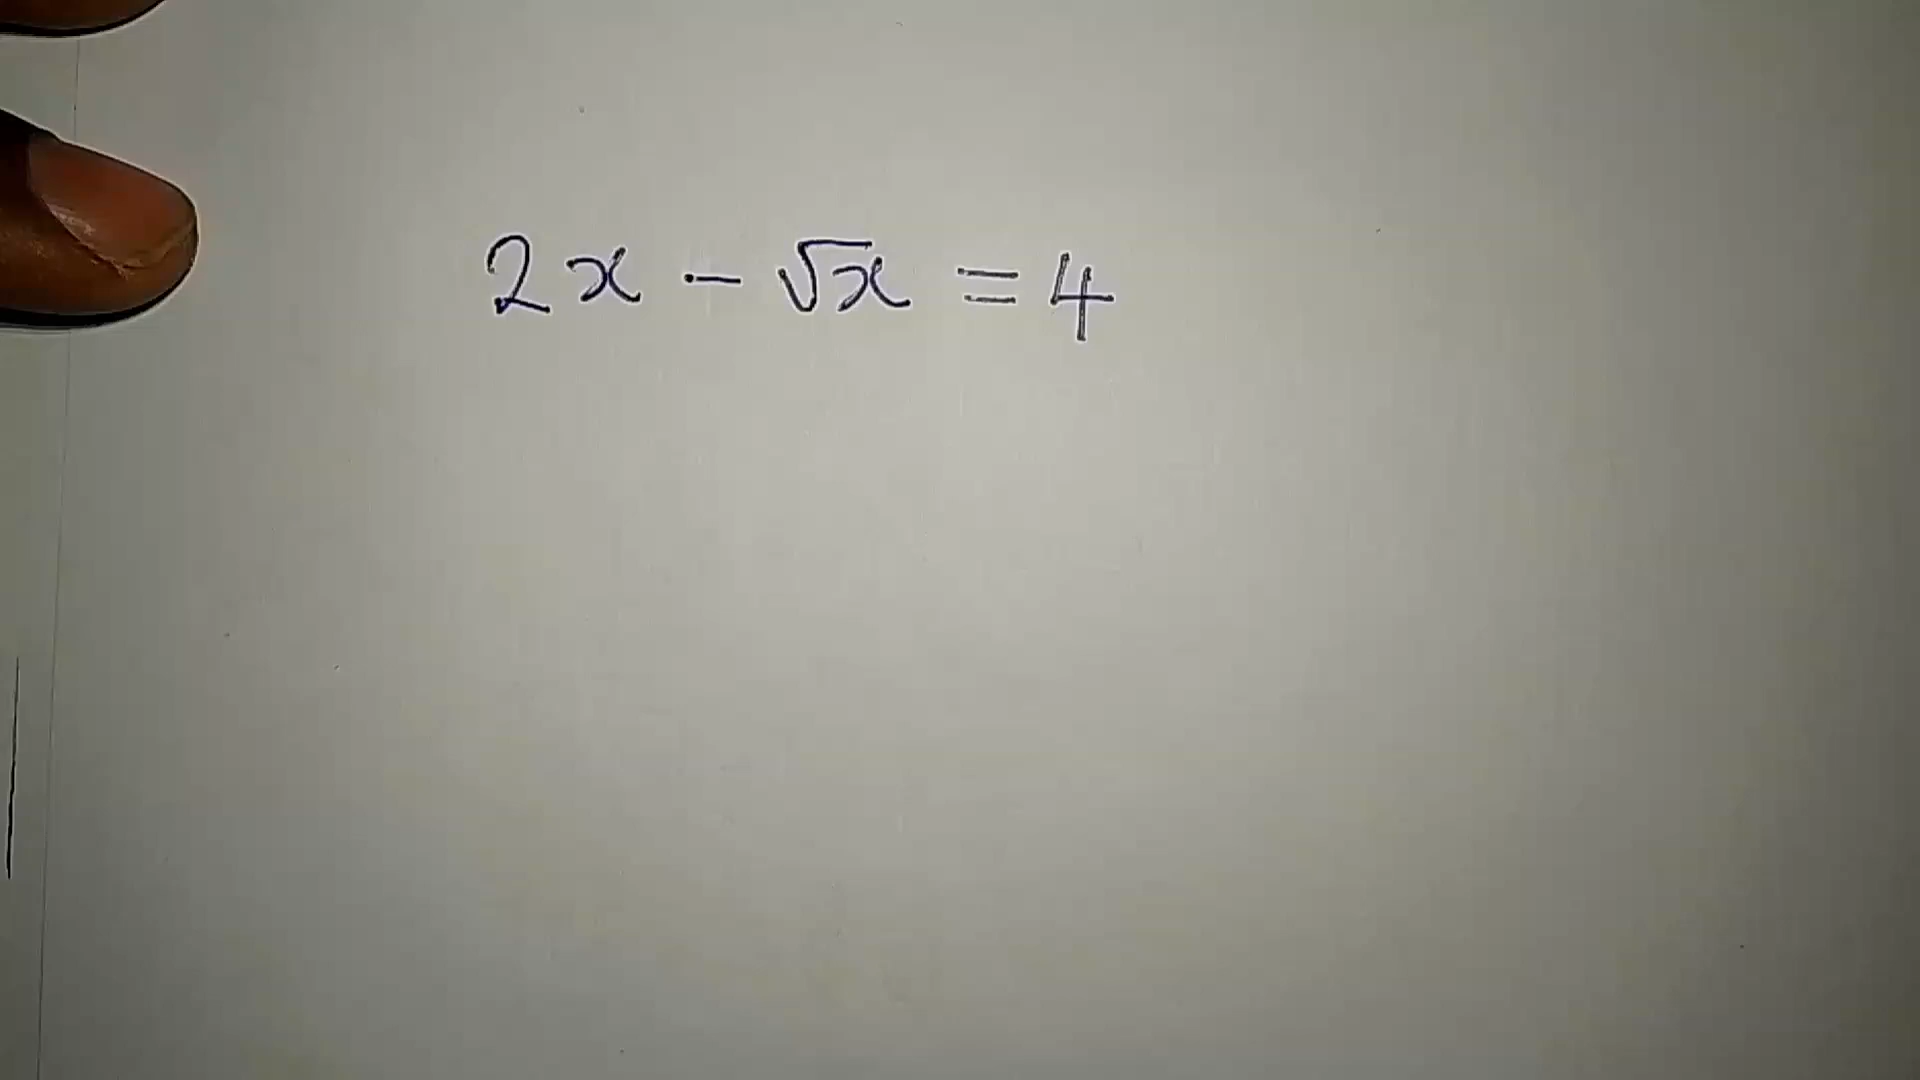 2x - √x = 4